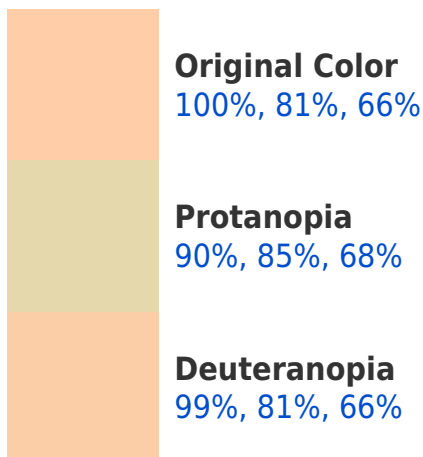 Original Color
100%, 81%, 66%
Protanopia
90%, 85%, 68%
Deuteranopia
99%, 81%, 66%